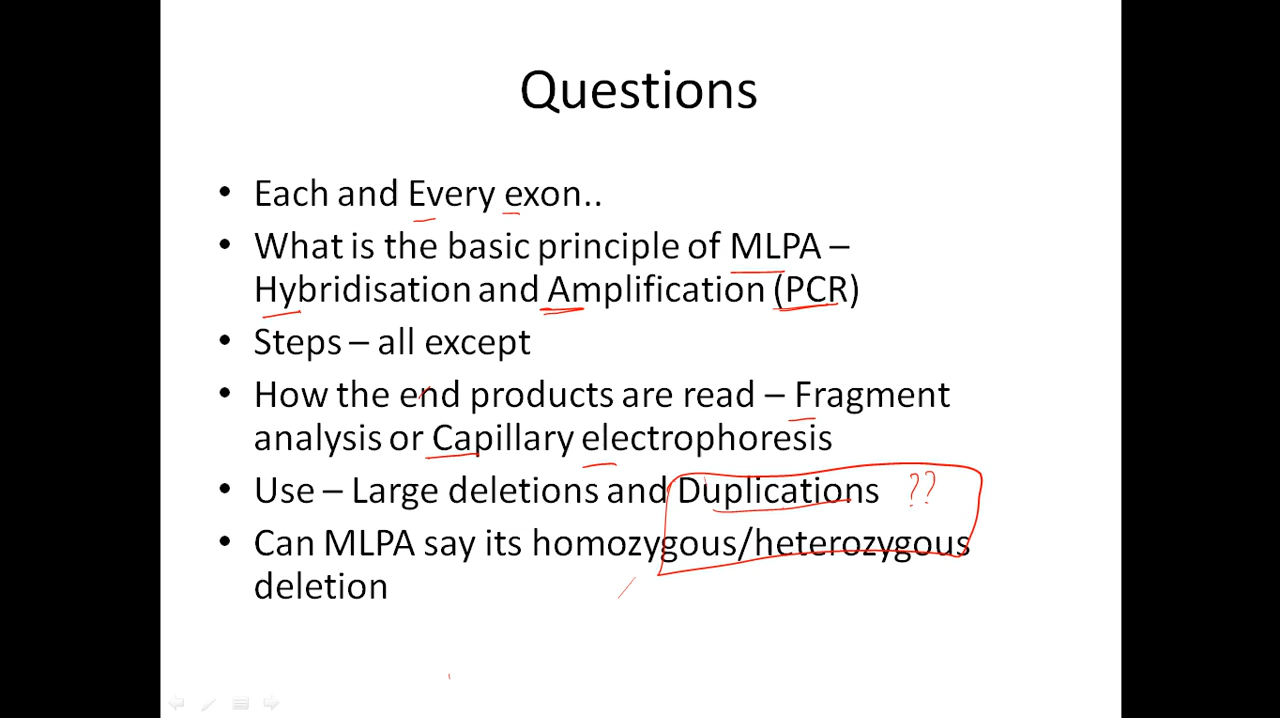 Questions
• Each and Every exon..
• What is the basic principle of MLPA –
Hybridisation and Amplification (PCR)
• Steps – all except
• How the end products are read – Fragment
analysis or Capillary electrophoresis
• Use – Large deletions and Duplications ??
• Can MLPA say its homozygous/heterozygous
deletion